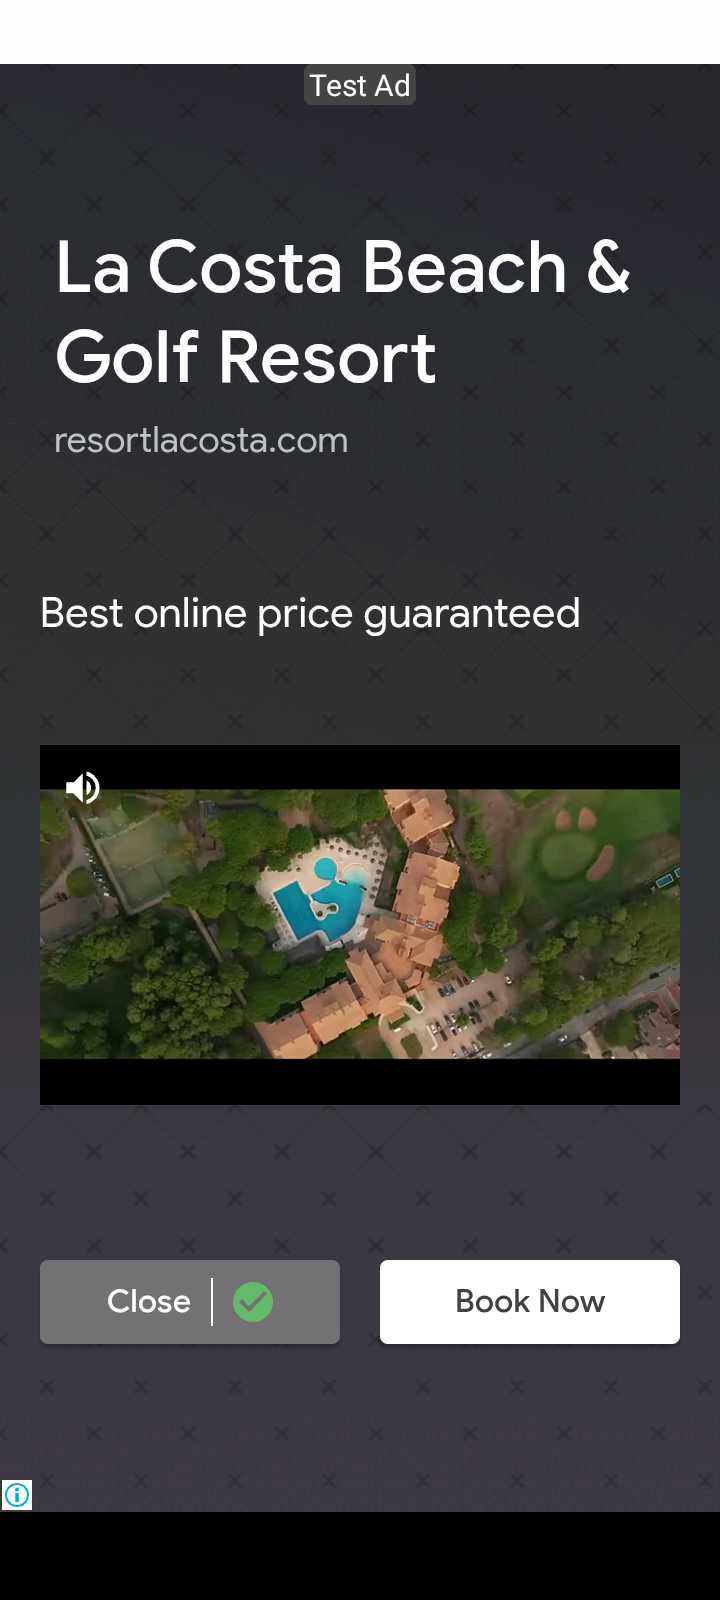 Test Ad
La Costa Beach &
Golf Resort
resortlacosta.com
Best online price guaranteed
Close
Book Now